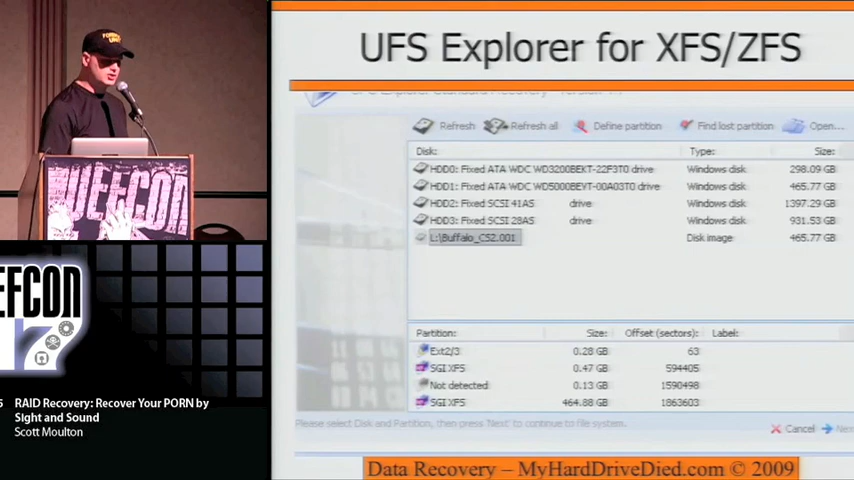 UFS Explorer for XFS/ZFS
Refresh
Refresh all
Define partition
Find lost partition
Open...
Disk:
Type:
Size:
HDD0: Fixed ATA WDC WD3200BEKT-22F3T0 drive
Windows disk
298.09 GB
HDD1: Fixed ATA WDC WD5000BEVT-00A03T0 drive
Windows disk
465.77 GB
HDD2: Fixed SCSI 41AS drive
Windows disk
1397.29 GB
HDD3: Fixed SCSI 28AS drive
Windows disk
931.53 GB
L:\Buffalo_C52.001
Disk image
465.77 GB
Partition:
Size:
Offset (sectors):
Label:
Ext2/3
0.28 GB
63
SGI XFS
0.47 GB
594405
Not detected
0.13 GB
1590498
SGI XFS
464.88 GB
1863603
Please select Disk and Partition, then press 'Next' to continue to file system.
Cancel
Data Recovery – MyHardDriveDied.com © 2009
DEFCON
EFCON
17
RAID Recovery: Recover Your PORN by
Sight and Sound
Scott Moulton